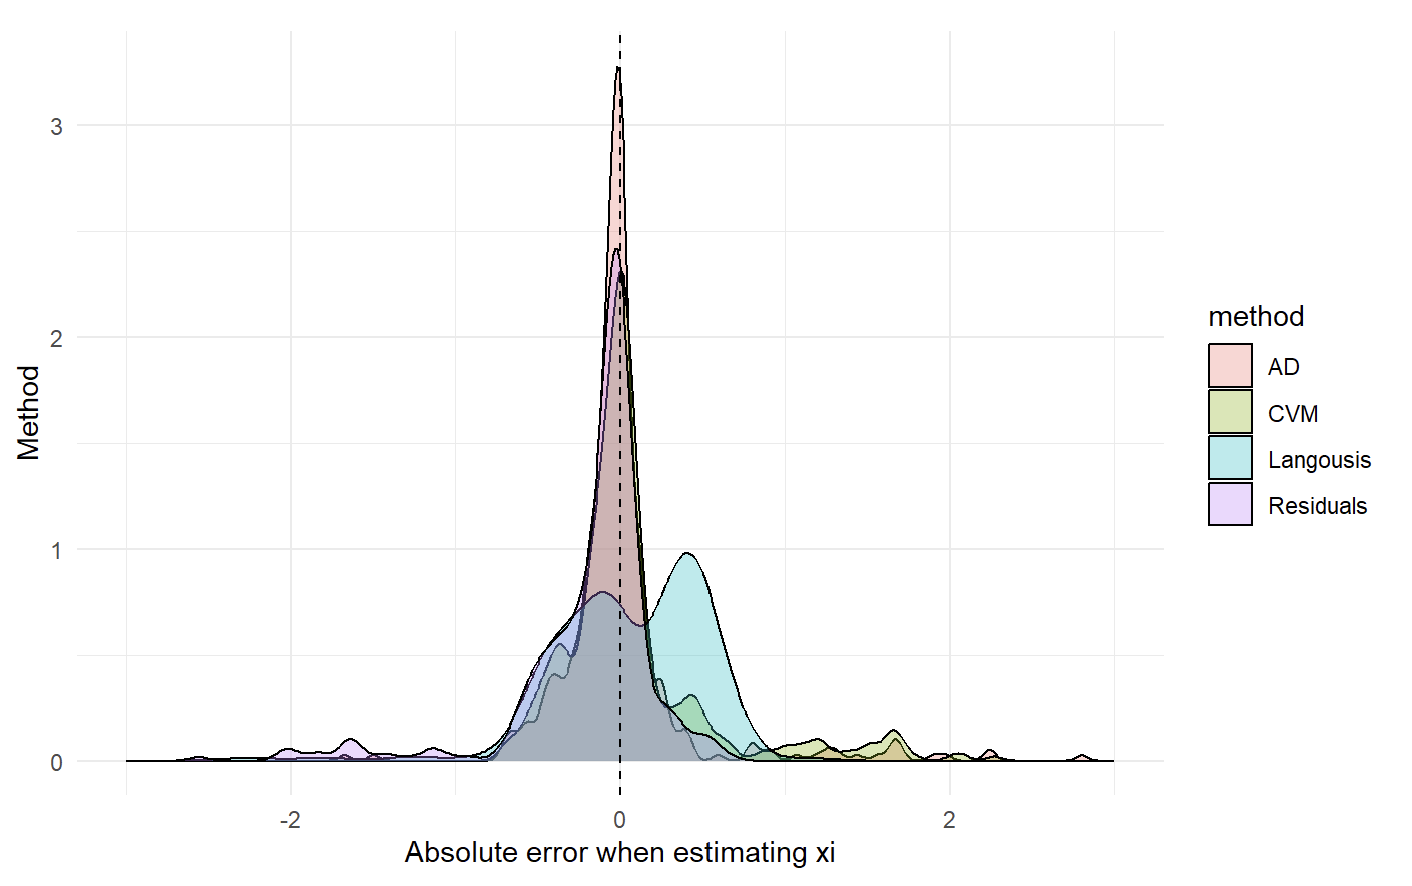 3
2
1
0
Method
-2
0
2
Absolute error when estimating xi
method
AD
CVM
Langousis
Residuals